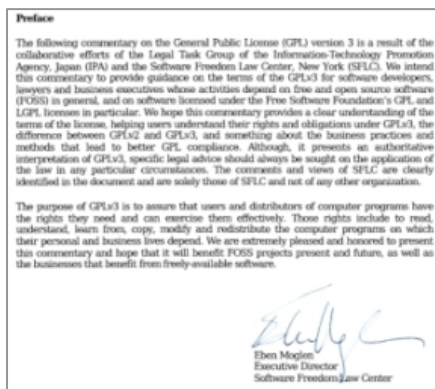 Preface
The following commentary on the General Public License (GPL) version 3 is a result of the
collaborative efforts of the Legal Task Group of the Information-Technology Promotion
Agency, Japan (IPA) and the Software Freedom Law Center, New York (SFLC). We intend
this commentary to provide guidance on the terms of the GPLv3 for software developers,
lawyers and business executives whose activities depend on free and open source software
(FOSS) in general, and on software licensed under the Free Software Foundation's GPL and
LGPL licenses in particular. We hope this commentary provides a clear understanding of the
terms of the license, helping users understand their rights and obligations under GPLv3, the
difference between GPLv2 and GPLv3, and something about the business practices and
methods that lead to better GPL compliance. Although, it presents an authoritative
interpretation of GPLv3, specific legal advice should always be sought on the application of
the law in any particular circumstances. The comments and views of SFLC are clearly
identified in the document and are solely those of SFLC and not of any other organization.
The purpose of GPLv3 is to assure that users and distributors of computer programs have
the rights they need and can exercise them effectively. Those rights include to read,
understand, learn from, copy, modify and redistribute the computer programs on which
their personal and business lives depend. We are extremely pleased and honored to present
this commentary and hope that it will benefit FOSS projects present and future, as well as
the businesses that benefit from freely-available software.
Eben Moglen
Executive Director
Software Freedom Law Center